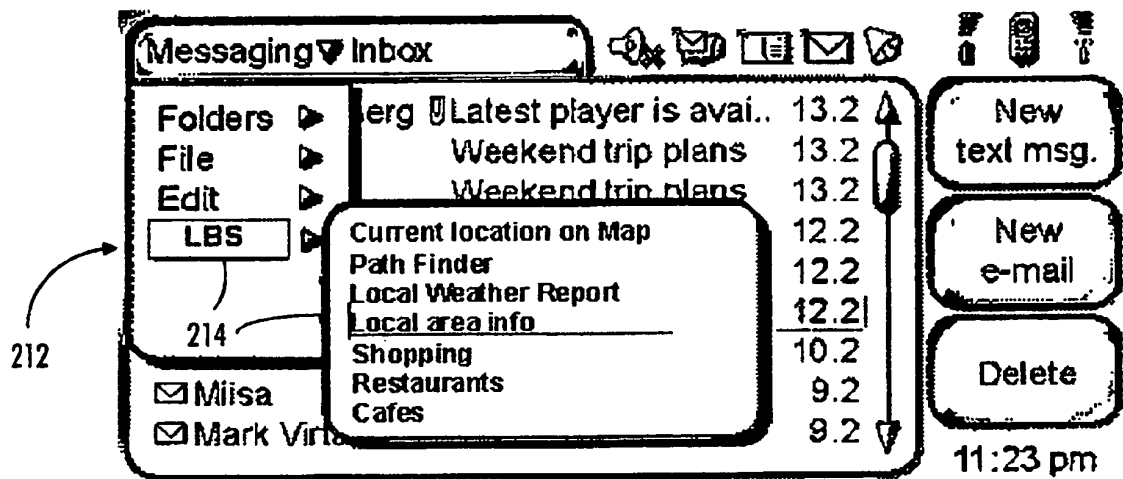 Messaging Inbox
Folders
File
Edit
LBS
erg Latest player is avai.. 13.2
Weekend trip plans 13.2
Weekend trip plans 13.2
12.2
12.2
12.2
10.2
9.2
9.2
Current location on Map
Path Finder
Local Weather Report
Local area info
Shopping
Restaurants
Cafes
Miisa
Mark Virta
New
text msg.
New
e-mail
Delete
11:23 pm
212
214